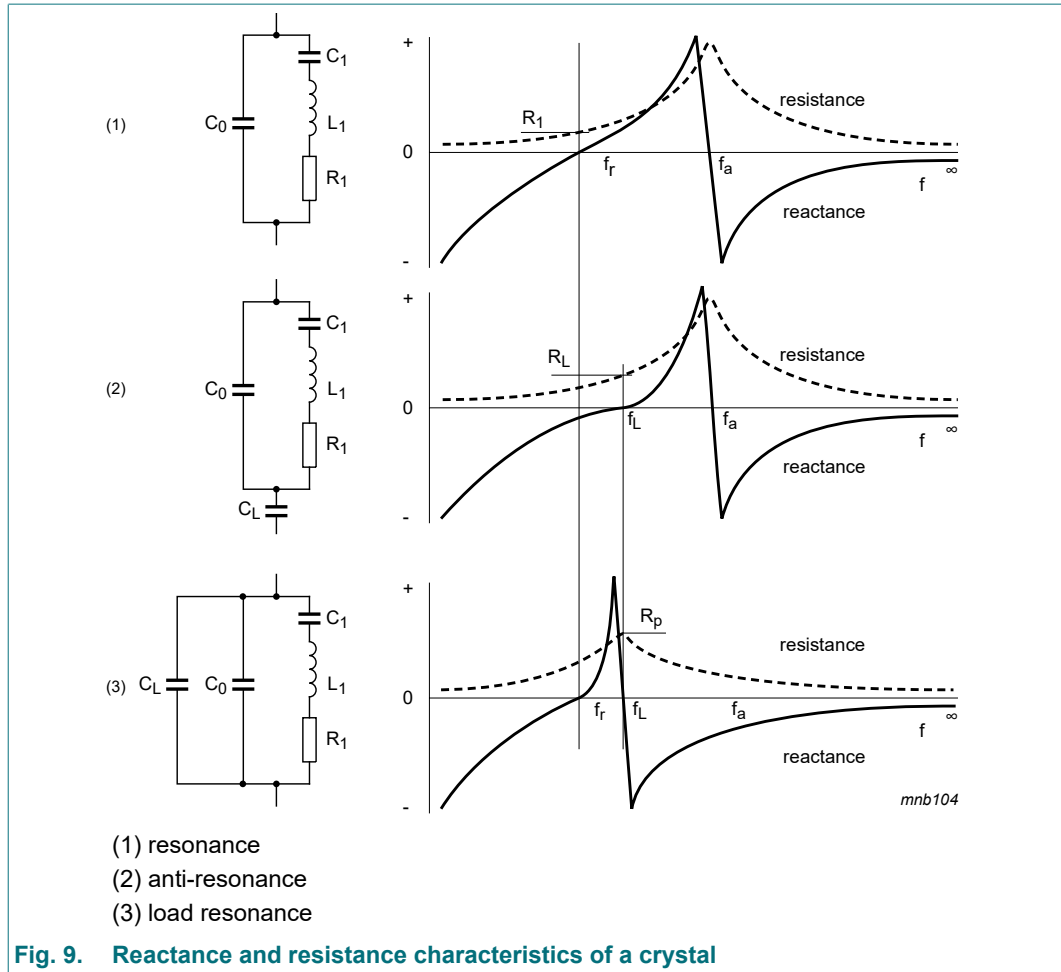 (1)
C0
C1
L1
R1
+
0
-
R1
fr
fa
f
∞
resistance
reactance
(2)
C0
C1
L1
R1
CL
+
0
-
RL
fL
fa
f
∞
resistance
reactance
(3)
CL
C0
C1
L1
R1
+
0
-
Rp
fr
fL
fa
f
∞
resistance
reactance
mnb104
(1) resonance
(2) anti-resonance
(3) load resonance
Fig. 9. Reactance and resistance characteristics of a crystal